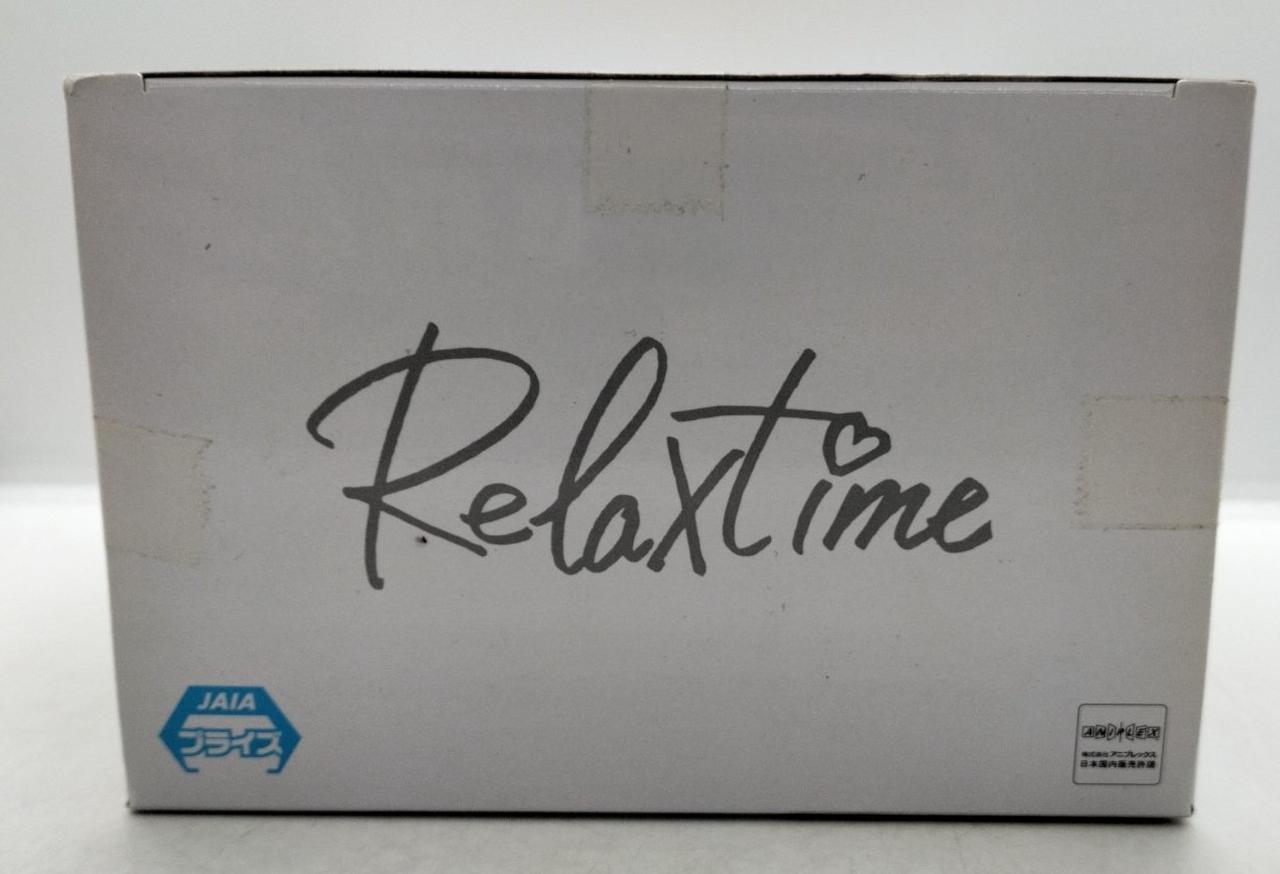 Relaxtime
JAIA
プライズ
ANIPLEX
株式会社 アニプレックス
日本国内販売許諾